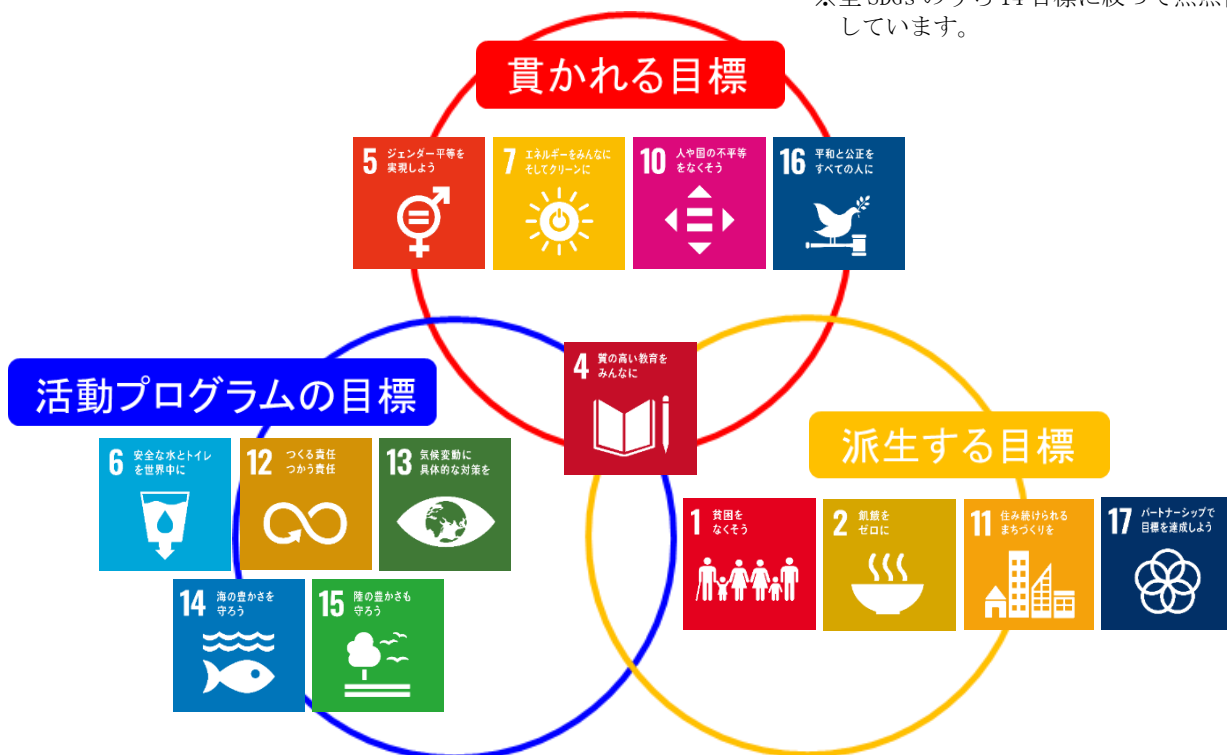 しています。
貫かれる目標
5 ジェンダー平等を
実現しよう
7 エネルギーをみんなに
そしてクリーンに
10 人や国の不平等
をなくそう
16 平和と公正を
すべての人に
4 質の高い教育を
みんなに
活動プログラムの目標
6 安全な水とトイレ
を世界中に
12 つくる責任
つかう責任
13 気候変動に
具体的な対策を
14 海の豊かさを
守ろう
15 陸の豊かさも
守ろう
派生する目標
1 貧困を
なくそう
2 飢餓を
ゼロに
11 住み続けられる
まちづくりを
17 パートナーシップで
目標を達成しよう